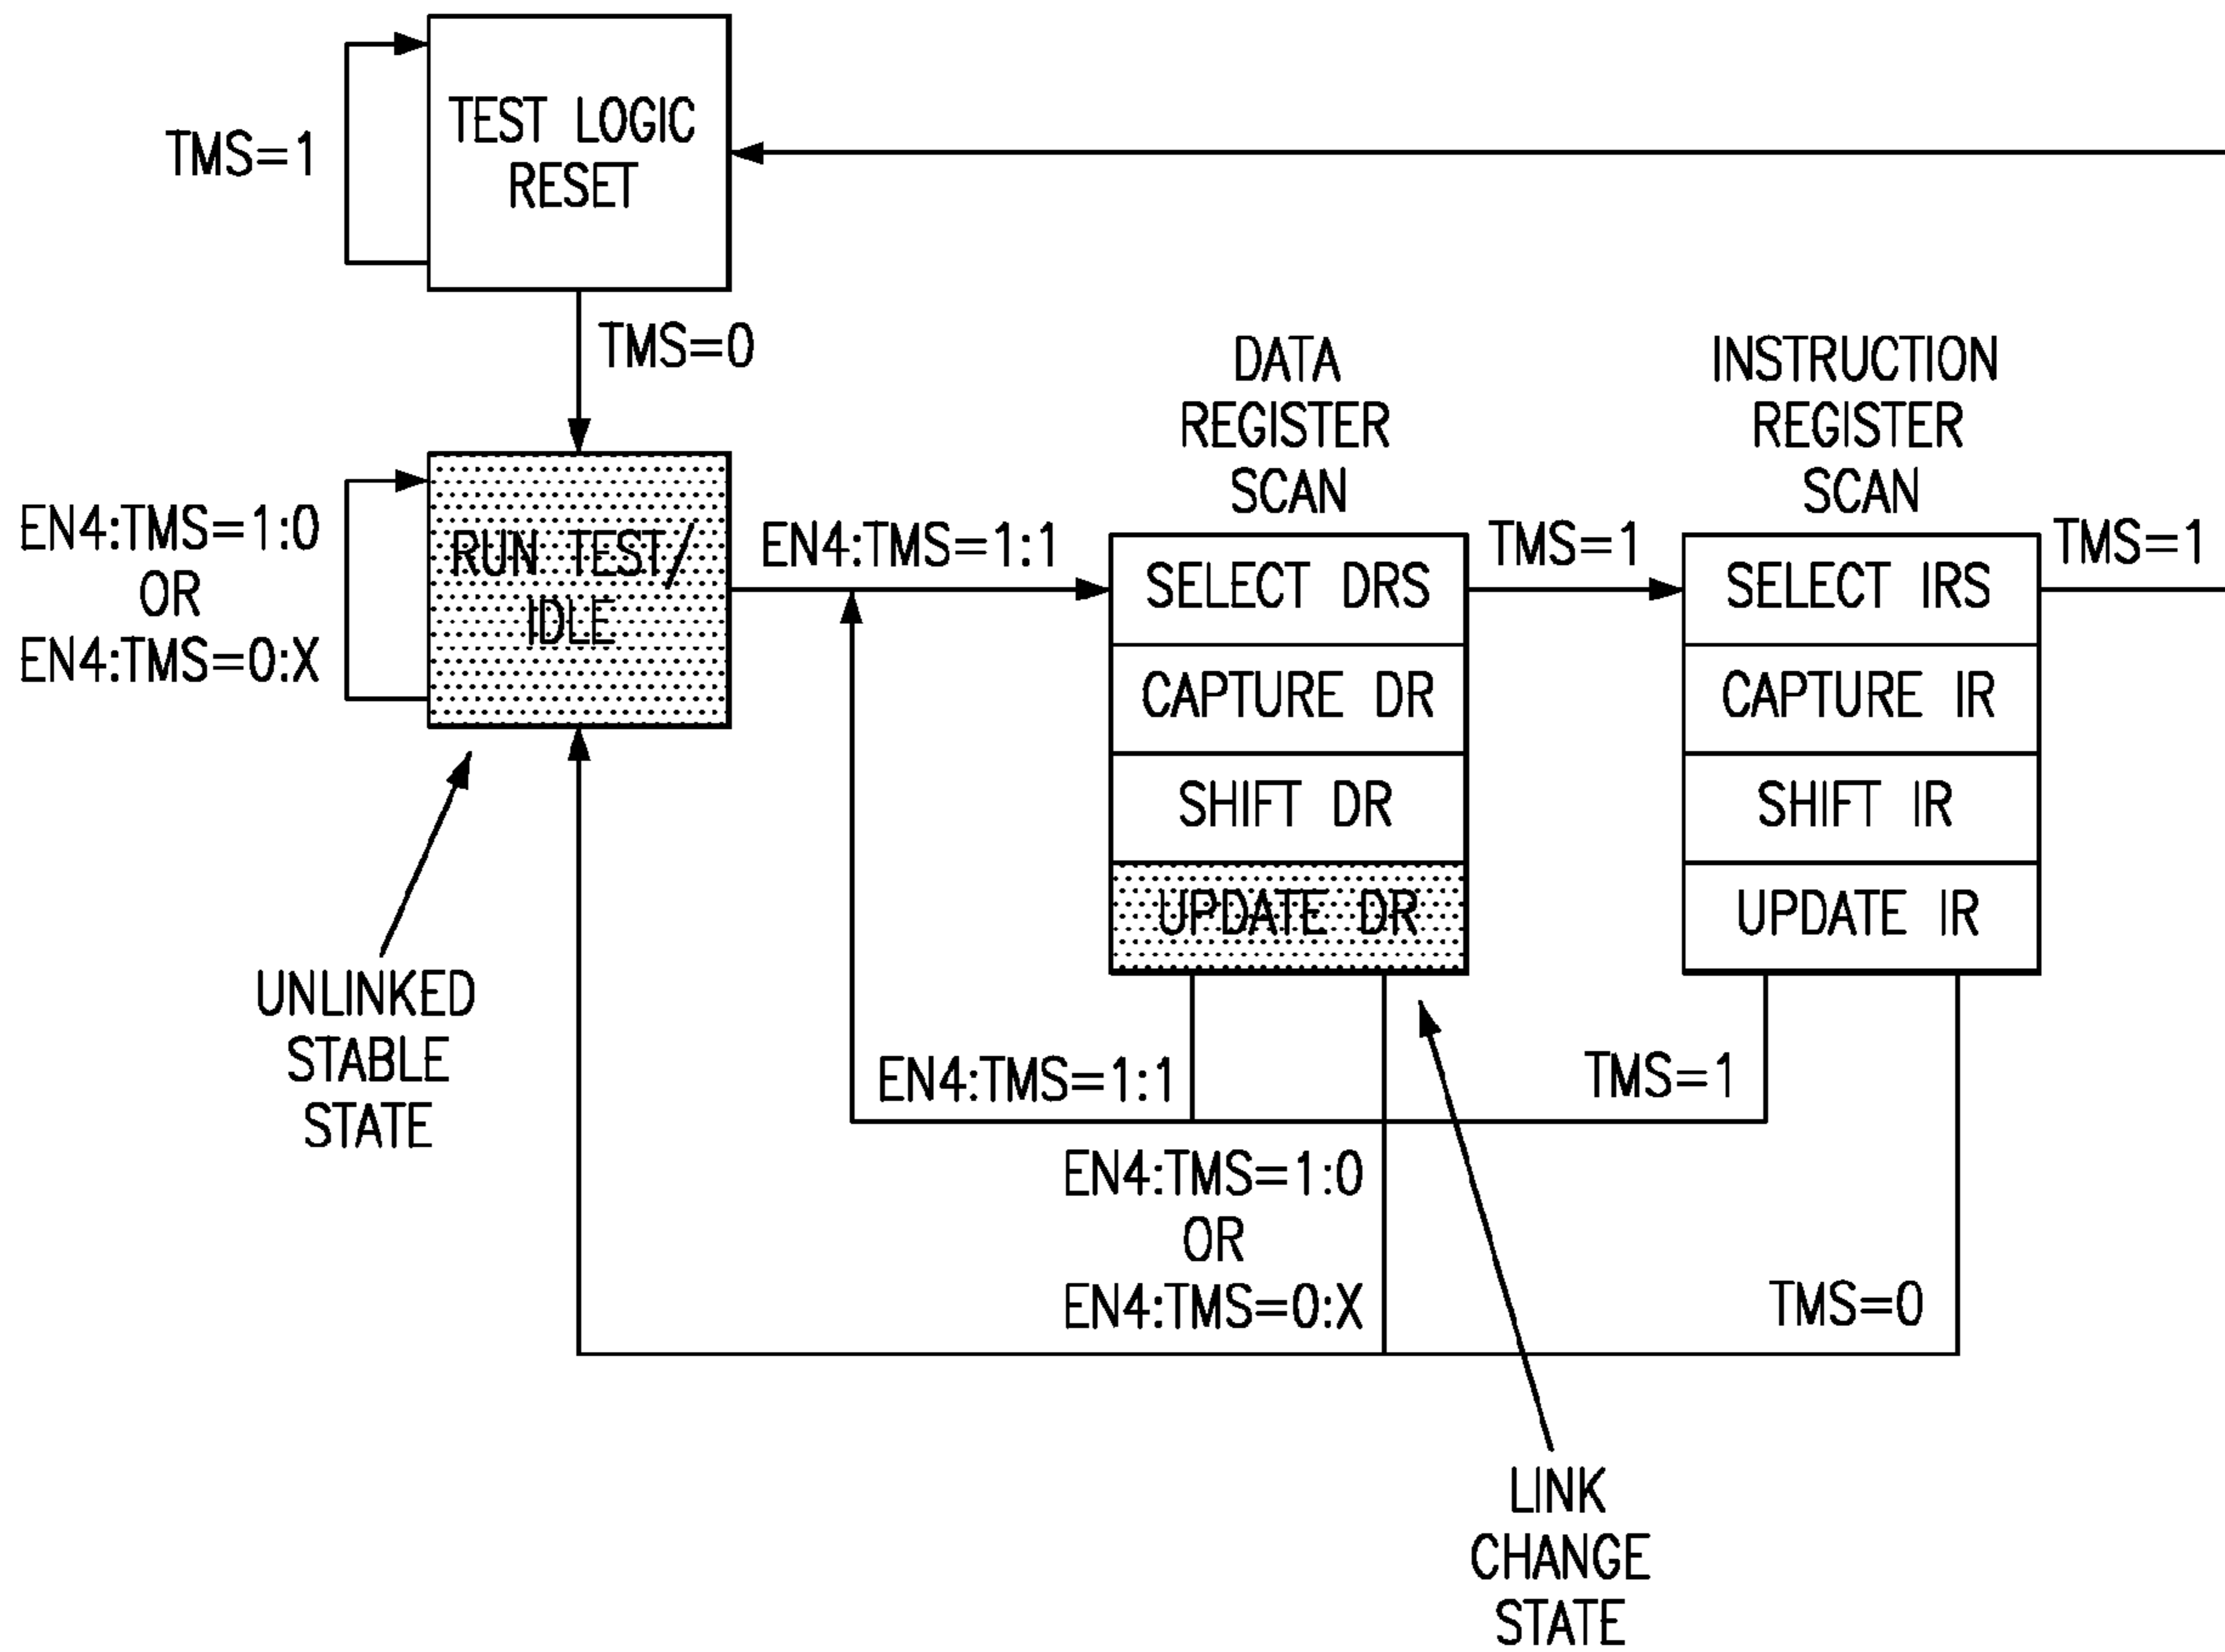 TEST LOGIC
RESET
TMS=1
TMS=0
DATA
REGISTER
SCAN
INSTRUCTION
REGISTER
SCAN
EN4:TMS=1:0
OR
EN4:TMS=0:X
RUN TEST/
IDLE
EN4:TMS=1:1
SELECT DRS
CAPTURE DR
SHIFT DR
UPDATE DR
TMS=1
SELECT IRS
CAPTURE IR
SHIFT IR
UPDATE IR
TMS=1
UNLINKED
STABLE
STATE
EN4:TMS=1:1
TMS=1
EN4:TMS=1:0
OR
EN4:TMS=0:X
TMS=0
LINK
CHANGE
STATE